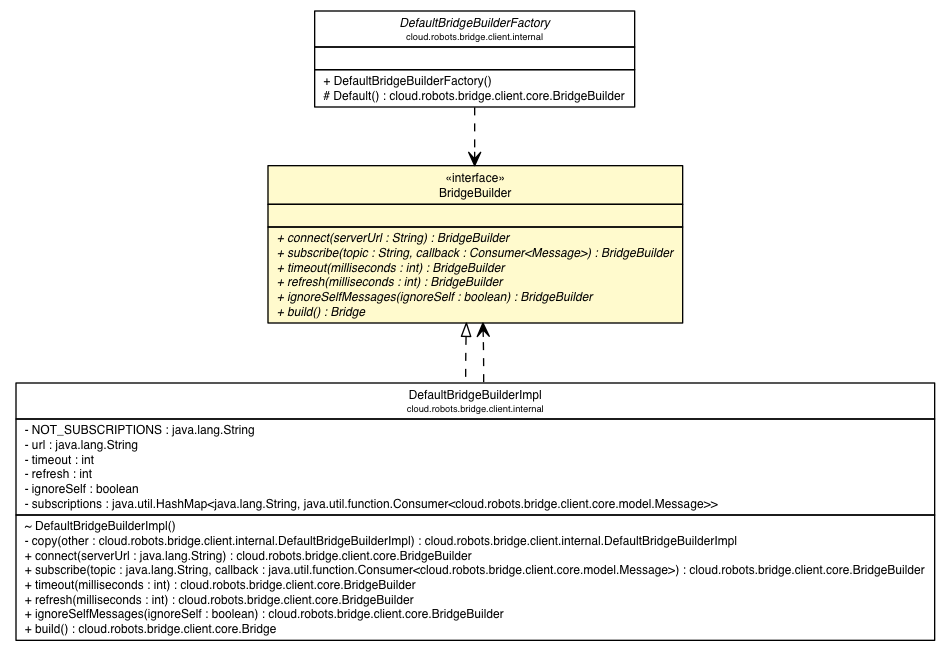 DefaultBridgeBuilderFactory
cloud.robots.bridge.client.internal
+ DefaultBridgeBuilderFactory()
# Default() : cloud.robots.bridge.client.core.BridgeBuilder
«interface»
BridgeBuilder
+ connect(serverUrl : String) : BridgeBuilder
+ subscribe(topic : String, callback : Consumer<Message>) : BridgeBuilder
+ timeout(milliseconds : int) : BridgeBuilder
+ refresh(milliseconds : int) : BridgeBuilder
+ ignoreSelfMessages(ignoreSelf : boolean) : BridgeBuilder
+ build() : Bridge
DefaultBridgeBuilderImpl
cloud.robots.bridge.client.internal
- NOT_SUBSCRIPTIONS : java.lang.String
- url : java.lang.String
- timeout : int
- refresh : int
- ignoreSelf : boolean
- subscriptions : java.util.HashMap<java.lang.String, java.util.function.Consumer<cloud.robots.bridge.client.core.model.Message>>
~ DefaultBridgeBuilderImpl()
- copy(other : cloud.robots.bridge.client.internal.DefaultBridgeBuilderImpl) : cloud.robots.bridge.client.internal.DefaultBridgeBuilderImpl
+ connect(serverUrl : java.lang.String) : cloud.robots.bridge.client.core.BridgeBuilder
+ subscribe(topic : java.lang.String, callback : java.util.function.Consumer<cloud.robots.bridge.client.core.model.Message>) : cloud.robots.bridge.client.core.BridgeBuilder
+ timeout(milliseconds : int) : cloud.robots.bridge.client.core.BridgeBuilder
+ refresh(milliseconds : int) : cloud.robots.bridge.client.core.BridgeBuilder
+ ignoreSelfMessages(ignoreSelf : boolean) : cloud.robots.bridge.client.core.BridgeBuilder
+ build() : cloud.robots.bridge.client.core.Bridge